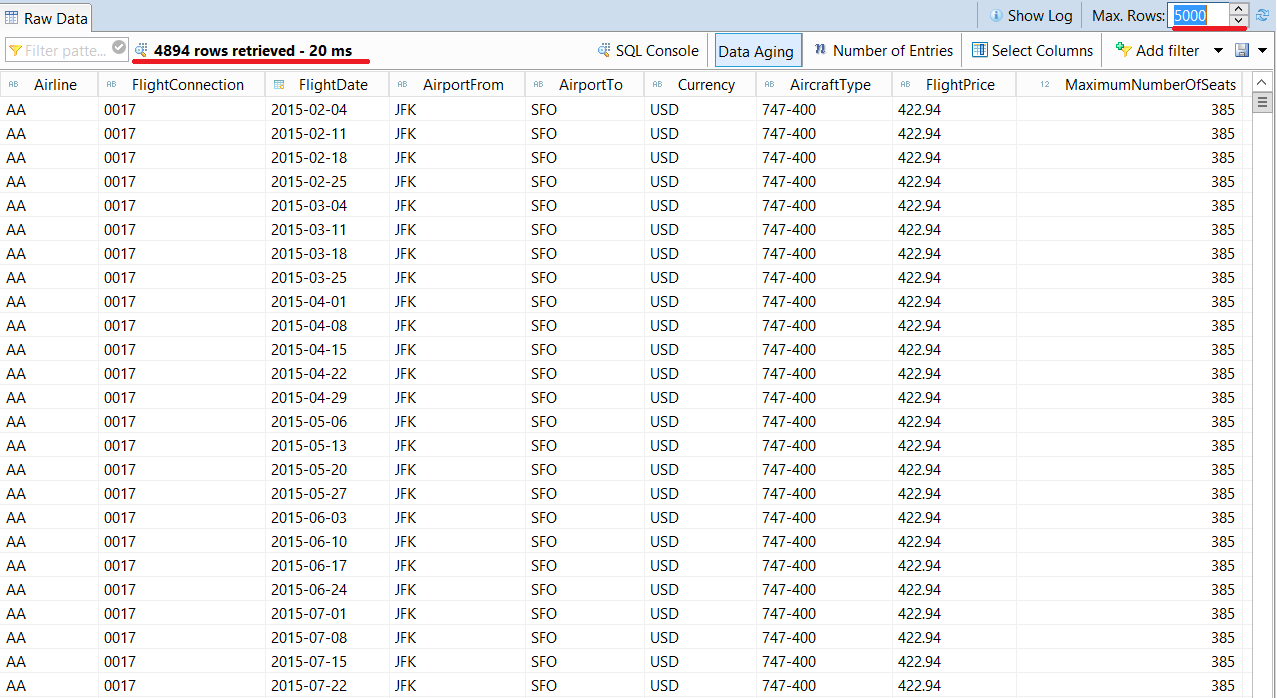 Raw Data Show Log Max. Rows: 5000
Filter patte... 4894 rows retrieved - 20 ms SQL Console Data Aging n Number of Entries Select Columns Add filter
AB Airline AB FlightConnection FlightDate AB AirportFrom AB AirportTo AB Currency AB AircraftType AB FlightPrice 12 MaximumNumberOfSeats
AA 0017 2015-02-04 JFK SFO USD 747-400 422.94 385
AA 0017 2015-02-11 JFK SFO USD 747-400 422.94 385
AA 0017 2015-02-18 JFK SFO USD 747-400 422.94 385
AA 0017 2015-02-25 JFK SFO USD 747-400 422.94 385
AA 0017 2015-03-04 JFK SFO USD 747-400 422.94 385
AA 0017 2015-03-11 JFK SFO USD 747-400 422.94 385
AA 0017 2015-03-18 JFK SFO USD 747-400 422.94 385
AA 0017 2015-03-25 JFK SFO USD 747-400 422.94 385
AA 0017 2015-04-01 JFK SFO USD 747-400 422.94 385
AA 0017 2015-04-08 JFK SFO USD 747-400 422.94 385
AA 0017 2015-04-15 JFK SFO USD 747-400 422.94 385
AA 0017 2015-04-22 JFK SFO USD 747-400 422.94 385
AA 0017 2015-04-29 JFK SFO USD 747-400 422.94 385
AA 0017 2015-05-06 JFK SFO USD 747-400 422.94 385
AA 0017 2015-05-13 JFK SFO USD 747-400 422.94 385
AA 0017 2015-05-20 JFK SFO USD 747-400 422.94 385
AA 0017 2015-05-27 JFK SFO USD 747-400 422.94 385
AA 0017 2015-06-03 JFK SFO USD 747-400 422.94 385
AA 0017 2015-06-10 JFK SFO USD 747-400 422.94 385
AA 0017 2015-06-17 JFK SFO USD 747-400 422.94 385
AA 0017 2015-06-24 JFK SFO USD 747-400 422.94 385
AA 0017 2015-07-01 JFK SFO USD 747-400 422.94 385
AA 0017 2015-07-08 JFK SFO USD 747-400 422.94 385
AA 0017 2015-07-15 JFK SFO USD 747-400 422.94 385
AA 0017 2015-07-22 JFK SFO USD 747-400 422.94 385